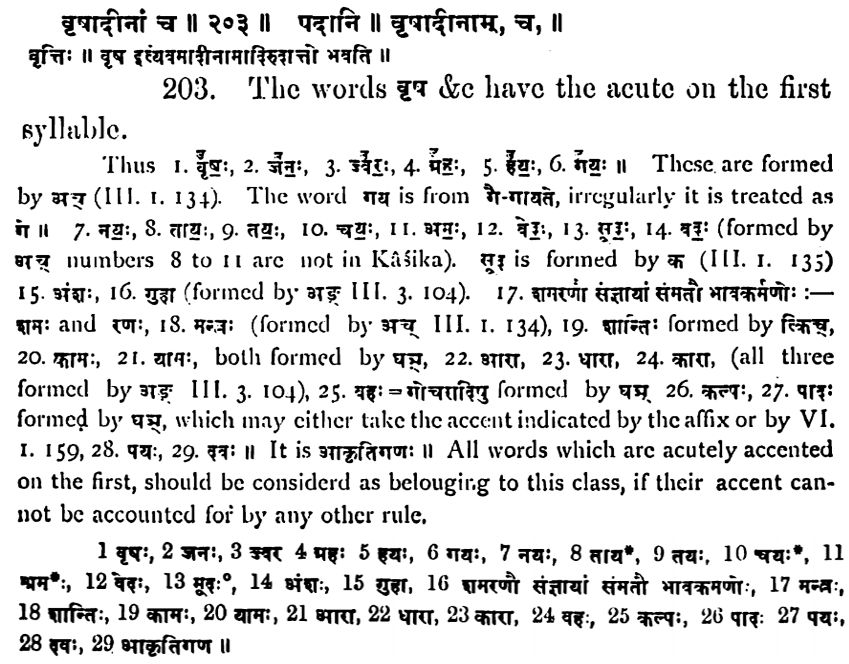 वृषादीनां च ॥ २०३ ॥ पदानि ॥ वृषादीनाम्, च, ॥
वृत्तिः ॥ वृष इत्येवमादीनामादिरुदात्तो भवति ॥
203. The words वृष &c have the acute on the first
syllable.
Thus 1. वृ॑षः॒, 2. ज॑नः॒, 3. ज्व॑रः॒, 4. ग्र॑हः॒, 5. ह॑यः॒, 6. ग॑यः॒ ॥ These are formed
by अच् (III. 1. 134). The word गय is from गै-गायते, irregularly it is treated as
गे ॥ 7. नयः॒, 8. तायः॒, 9. तयः॒, 10. चयः॒, 11. अमः॒, 12. वेदः॒, 13. सूदः॒, 14. (formed by
अच् numbers 8 to 11 are not in Kâśika). सूद is formed by क (III. 1. 135)
15. अंशः, 16. गुहा (formed by अङ् III. 3. 104). 17. शमरणौ संज्ञायां संमतौ भावकर्मणोः :—
शमः and रणः, 18. मन्त्रः (formed by अच् III. 1. 134), 19. शान्तिः formed by क्तिच्,
20. कामः, 21. यामः, both formed by घञ्, 22. आरा, 23. धारा, 24. कारा, (all three
formed by अङ् III. 3. 104), 25. वहः = गोचरादिषु formed by घञ् 26. कल्पः, 27. पादः
formed by घञ्, which may either take the accent indicated by the affix or by VI.
1. 159, 28. पयः, 29. दवः ॥ It is आकृतिगणः ॥ All words which are acutely accented
on the first, should be considerd as belouging to this class, if their accent can-
not be accounted for by any other rule.
1 वृषः, 2 जनः, 3 ज्वर 4 ग्रहः 5 हयः, 6 गयः, 7 नयः, 8 ताय*, 9 तयः, 10 चयः*, 11
अम*ः, 12 वेदः, 13 सूदः°, 14 अंशः, 15 गुहा, 16 शमरणौ संज्ञायां संमतौ भावकमणोः, 17 मन्त्रः,
18 शान्तिः, 19 कामः, 20 यामः, 21 आरा, 22 धारा, 23 कारा, 24 वहः, 25 कल्पः, 26 पादः 27 पयः,
28 दवः, 29 आकृतिगण ॥